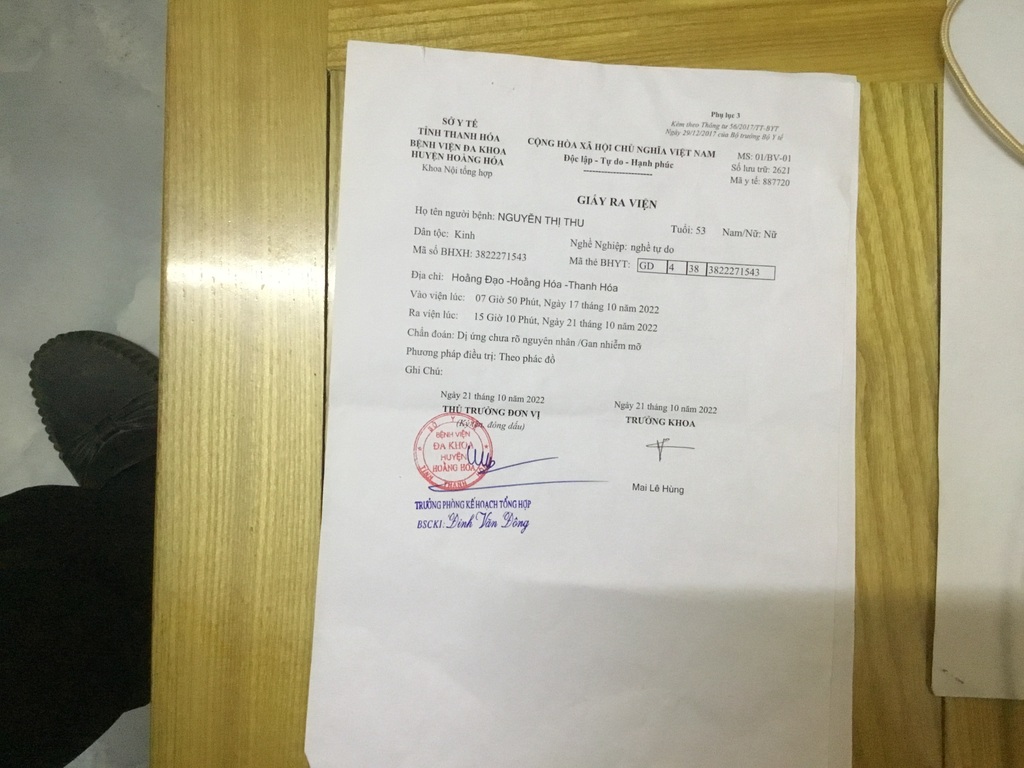 Phụ lục 3
Kèm theo Thông tư 56/2017/TT-BYT
Ngày 29/12/2017 của Bộ trưởng Bộ Y tế
SỞ Y TẾ
TỈNH THANH HÓA
BỆNH VIỆN ĐA KHOA
HUYỆN HOẰNG HÓA
Khoa Nội tổng hợp
CỘNG HÒA XÃ HỘI CHỦ NGHĨA VIỆT NAM
Độc lập - Tự do - Hạnh phúc
MS: 01/BV-01
Số lưu trữ: 2621
Mã y tế: 887720
GIẤY RA VIỆN
Họ tên người bệnh: NGUYỄN THỊ THU Tuổi: 53 Nam/Nữ: Nữ
Dân tộc: Kinh Nghề Nghiệp: nghề tự do
Mã số BHXH: 3822271543 Mã thẻ BHYT: GD 4 38 3822271543
Địa chỉ: Hoằng Đạo -Hoằng Hóa -Thanh Hóa
Vào viện lúc: 07 Giờ 50 Phút, Ngày 17 tháng 10 năm 2022
Ra viện lúc: 15 Giờ 10 Phút, Ngày 21 tháng 10 năm 2022
Chẩn đoán: Dị ứng chưa rõ nguyên nhân /Gan nhiễm mỡ
Phương pháp điều trị: Theo phác đồ
Ghi Chú:
Ngày 21 tháng 10 năm 2022
THỦ TRƯỞNG ĐƠN VỊ
(Ký tên, đóng dấu)
BỆNH VIỆN
ĐA KHOA
HUYỆN
HOẰNG HÓA
TRƯỞNG PHÒNG KẾ HOẠCH TỔNG HỢP
BSCKI: Đinh Văn Dông
Ngày 21 tháng 10 năm 2022
TRƯỞNG KHOA
Mai Lê Hùng